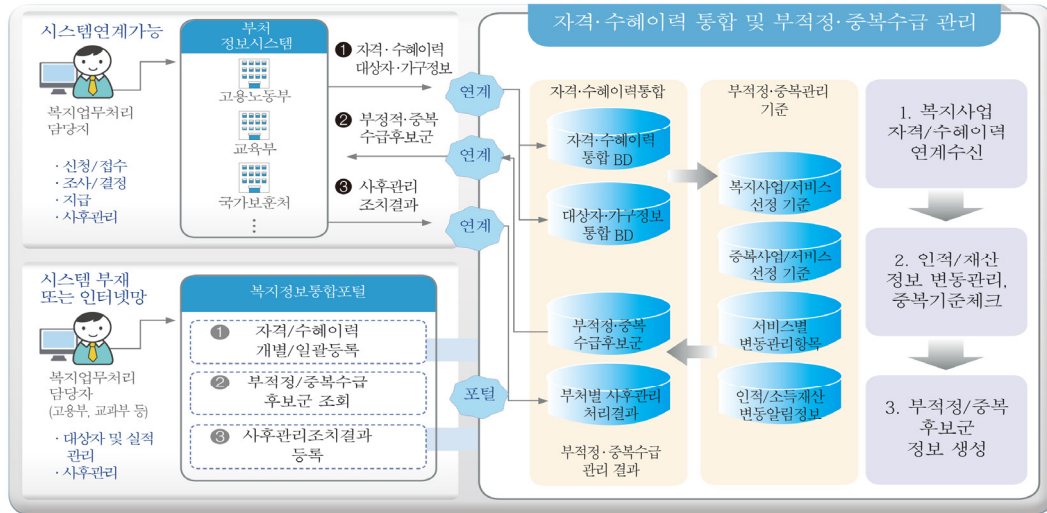 시스템연계가능
복지업무처리
담당지
· 신청/접수
· 조사/결정
· 지급
· 사후관리
부처
정보시스템
고용노동부
교육부
국가보훈처
⋮
❶ 자격·수혜이력
대상자·가구정보
❷ 부정적·중복
수급후보군
❸ 사후관리
조치결과
연계
연계
연계
시스템 부재
또는 인터넷망
복지업무처리
담당자
(고용부, 교과부 등)
· 대상자 및 실적
관리
· 사후관리
복지정보통합포털
❶ 자격/수혜이력
개별/일괄등록
❷ 부적정/중복수급
후보군 조회
❸ 사후관리조치결과
등록
포털
자격·수혜이력 통합 및 부적정·중복수급 관리
자격·수혜이력통합
자격·수혜이력
통합 BD
대상자·가구정보
통합 BD
부적정·중복
수급후보군
부처별 사후관리
처리결과
부적정·중복수급
관리 결과
부적정·중복관리
기준
복지사업/서비스
선정 기준
중복사업/서비스
선정 기준
서비스별
변동관리항목
인적/소득재산
변동알림정보
1. 복지사업
자격/수혜이력
연계수신
2. 인적/재산
정보 변동관리,
중복기준체크
3. 부적정/중복
후보군
정보 생성